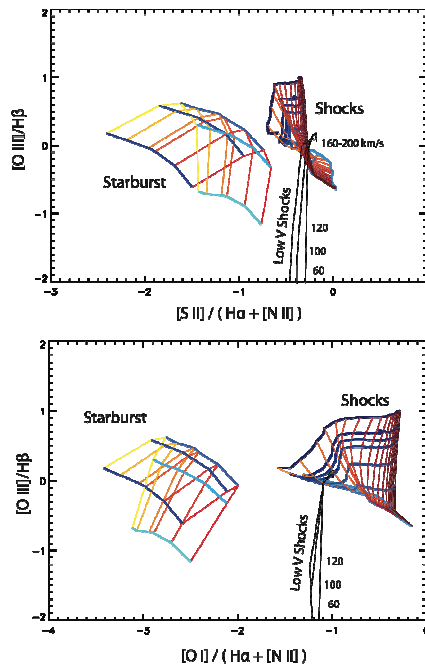 2
1
0
−1
2
−3
−2
−1
0
[O III]/Hβ
[S II] / ( Hα + [N II] )
Starburst
Shocks
160-200 km/s
Low V Shocks
120
100
60
2
1
0
−1
−2
−4
−3
−2
−1
0
[O III]/Hβ
[O I] / ( Hα + [N II] )
Starburst
Shocks
Low V Shocks
120
100
60